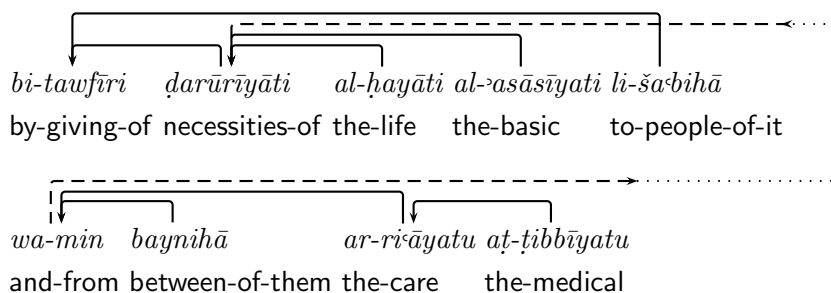 bi-tawfīri ḍarūrīyāti al-ḥayāti al-ʾasāsīyati li-šaʿbihā
by-giving-of necessities-of the-life the-basic to-people-of it
wa-min baynihā ar-riʿāyatu aṭ-ṭibbīyatu
and-from between-of-them the-care the-medical